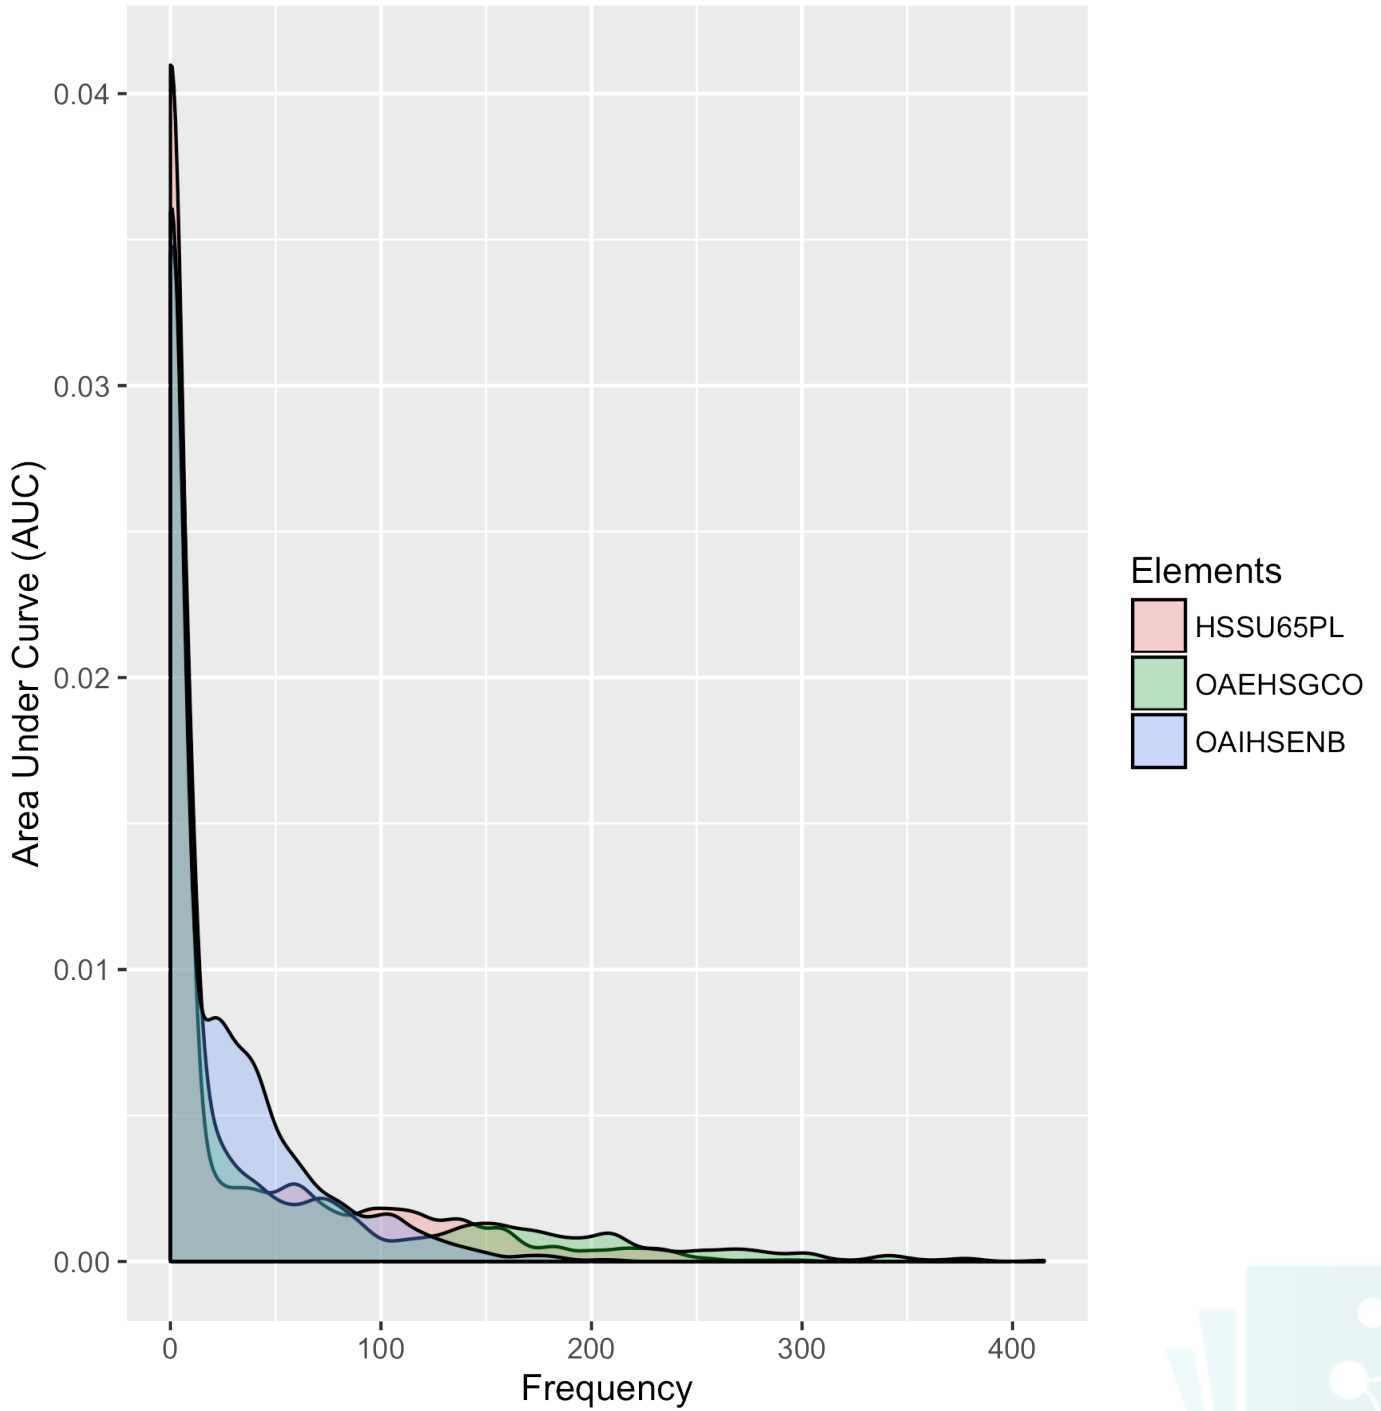 Area Under Curve (AUC)
0.04
0.03
0.02
0.01
0.00
0 100 200 300 400
Frequency
Elements
HSSU65PL
OAEHSGCO
OAIHSENB